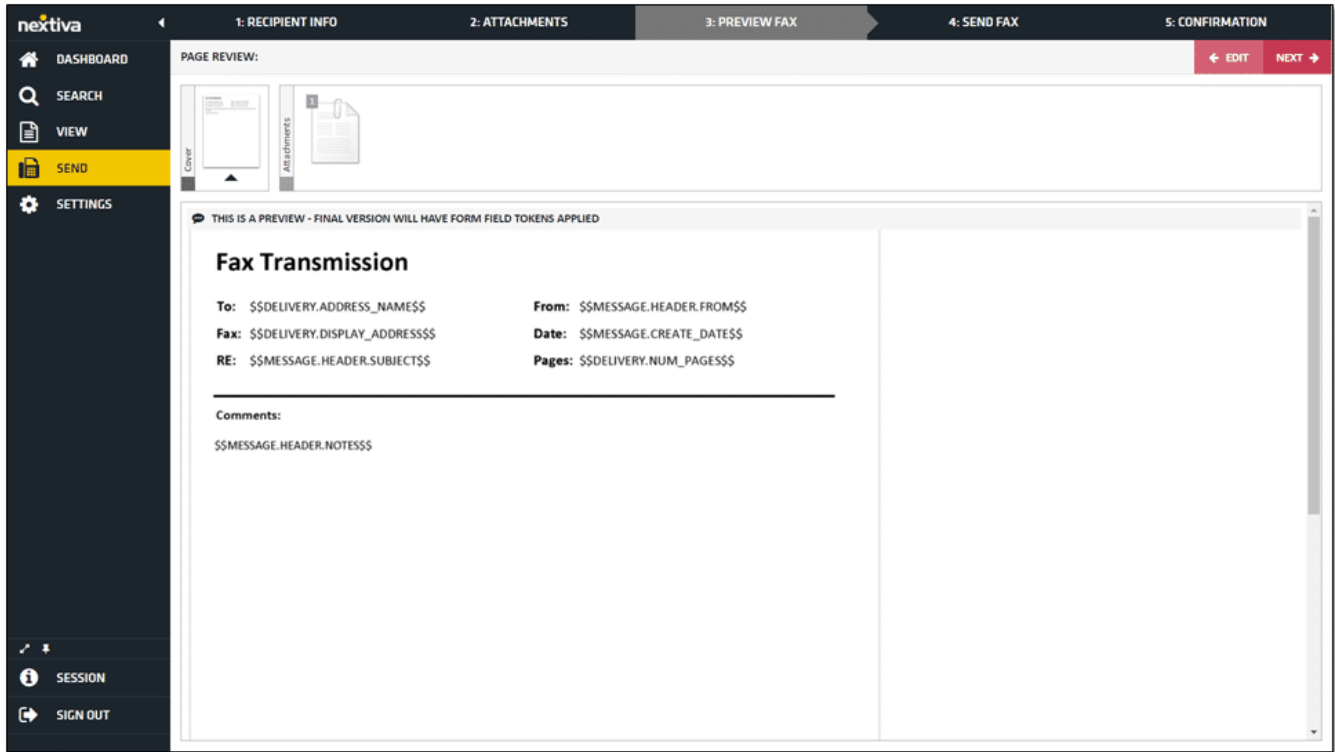 nextiva
1: RECIPIENT INFO
2: ATTACHMENTS
3: PREVIEW FAX
4: SEND FAX
5: CONFIRMATION
DASHBOARD
SEARCH
VIEW
SEND
SETTINGS
SESSION
SIGN OUT
PAGE REVIEW:
EDIT
NEXT
Cover
Attachments
1
THIS IS A PREVIEW - FINAL VERSION WILL HAVE FORM FIELD TOKENS APPLIED
Fax Transmission
To: $$DELIVERY.ADDRESS_NAME$$
From: $$MESSAGE.HEADER.FROM$$
Fax: $$DELIVERY.DISPLAY_ADDRESS$$$
Date: $$MESSAGE.CREATE_DATE$$
RE: $$MESSAGE.HEADER.SUBJECT$$
Pages: $$DELIVERY.NUM_PAGES$$
Comments:
$$MESSAGE.HEADER.NOTES$$